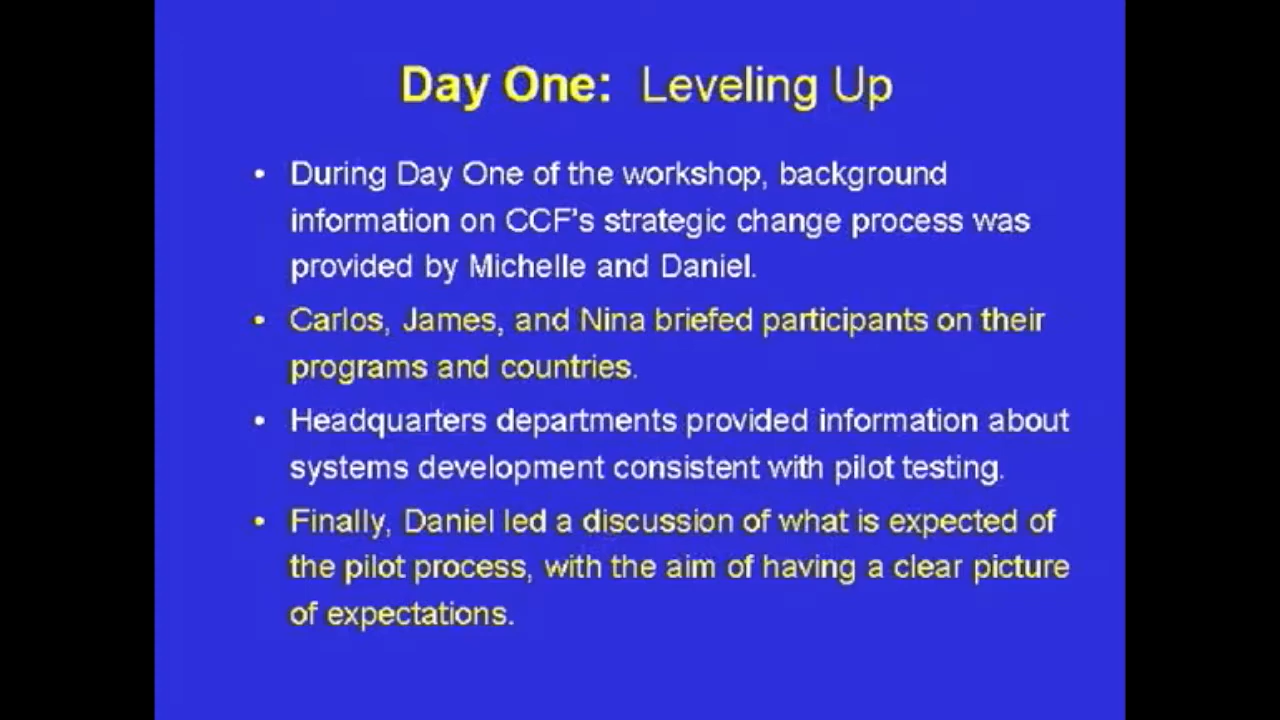 Day One: Leveling Up
• During Day One of the workshop, background
information on CCF's strategic change process was
provided by Michelle and Daniel.
• Carlos, James, and Nina briefed participants on their
programs and countries.
• Headquarters departments provided information about
systems development consistent with pilot testing.
• Finally, Daniel led a discussion of what is expected of
the pilot process, with the aim of having a clear picture
of expectations.